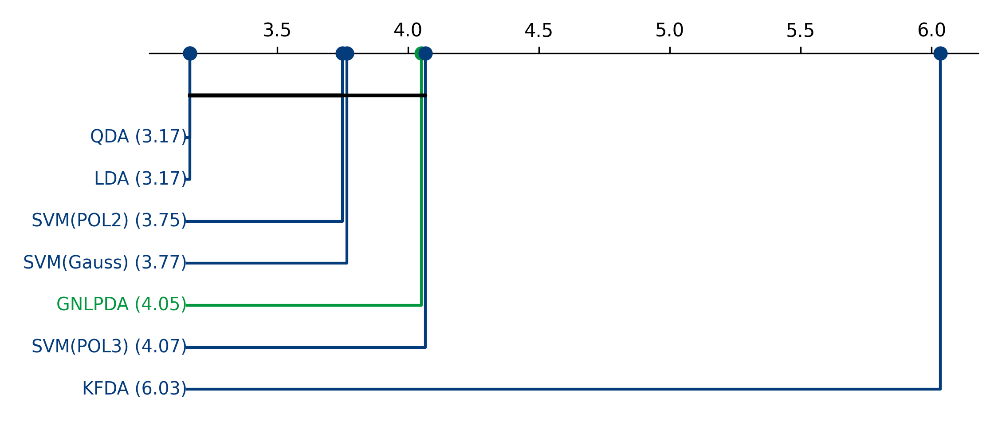 3.5 4.0 4.5 5.0 5.5 6.0
QDA (3.17)
LDA (3.17)
SVM(POL2) (3.75)
SVM(Gauss) (3.77)
GNLPDA (4.05)
SVM(POL3) (4.07)
KFDA (6.03)